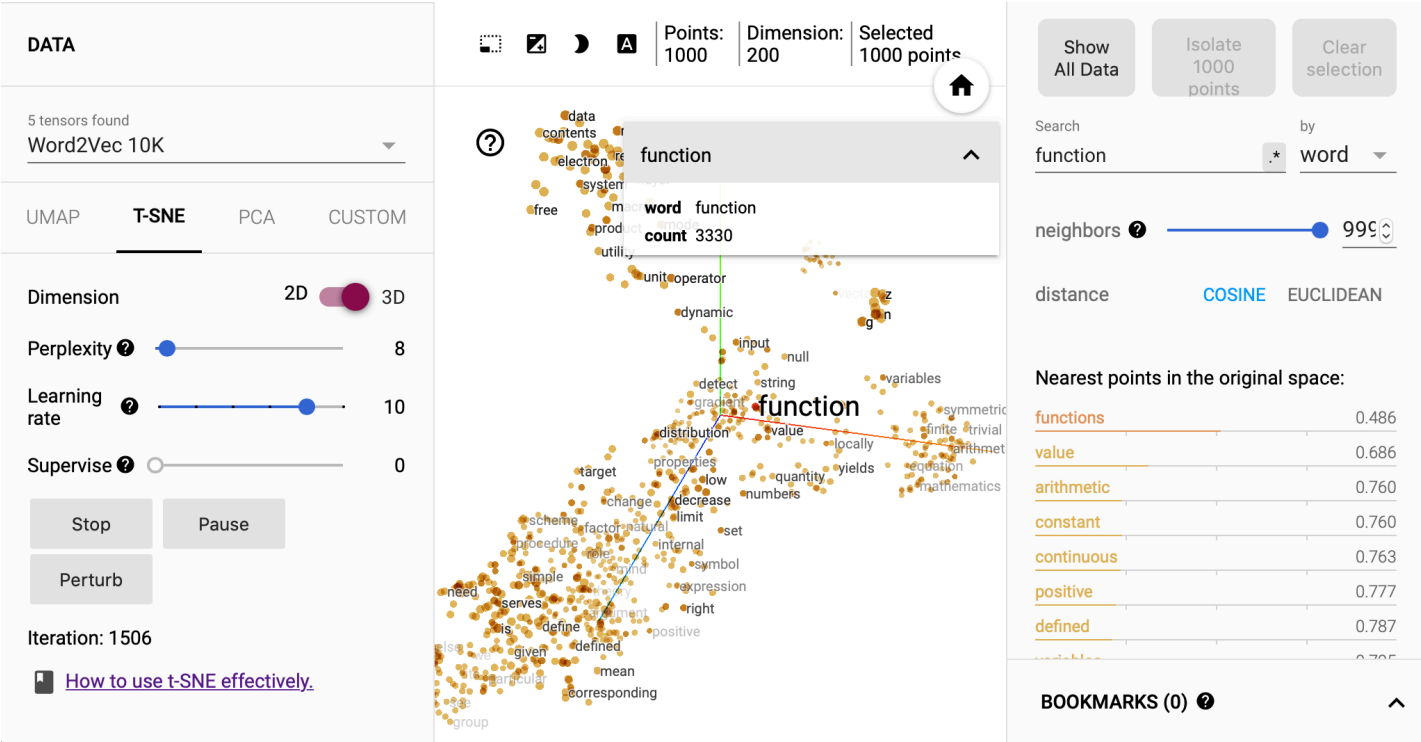 DATA
5 tensors found
Word2Vec 10K
UMAP T-SNE PCA CUSTOM
Dimension 2D 3D
Perplexity 8
Learning rate 10
Supervise 0
Stop Pause
Perturb
Iteration: 1506
How to use t-SNE effectively.
Points: 1000
Dimension: 200
Selected 1000 points
function
word function
count 3330
data
contents
electron
system
free
product
utility
unit
operator
dynamic
z
n
g
input
null
detect
string
variables
gradient
function
symmetric
finite trivial
distribution
value
locally
arithmet
properties
equation
yields
target
low
quantity
mathematics
numbers
change
decrease
limit
scheme
factor
natural
set
procedure
role
internal
mind
symbol
simple
expression
need
serves
right
is
define
positive
defined
given
mean
particular
corresponding
see
group
Show All Data
Isolate 1000 points
Clear selection
Search by
function .* word
neighbors 999
distance COSINE EUCLIDEAN
Nearest points in the original space:
functions 0.486
value 0.686
arithmetic 0.760
constant 0.760
continuous 0.763
positive 0.777
defined 0.787
BOOKMARKS (0)